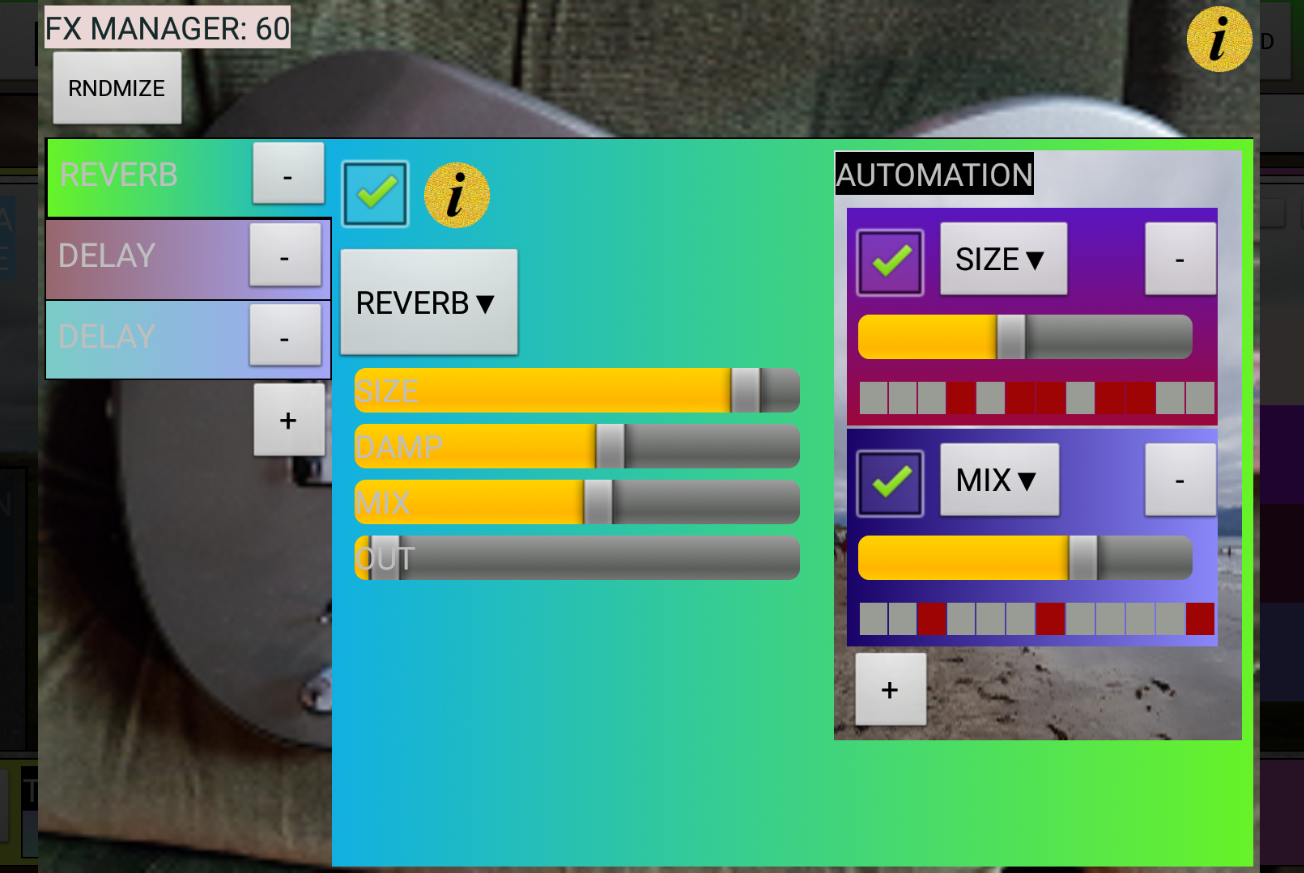 FX MANAGER: 60
i
D
RNDMIZE
REVERB
-
i
AUTOMATION
DELAY
-
DELAY
-
+
REVERB ▼
SIZE
DAMP
MIX
OUT
SIZE ▼
-
MIX ▼
-
+
A
E
N
T